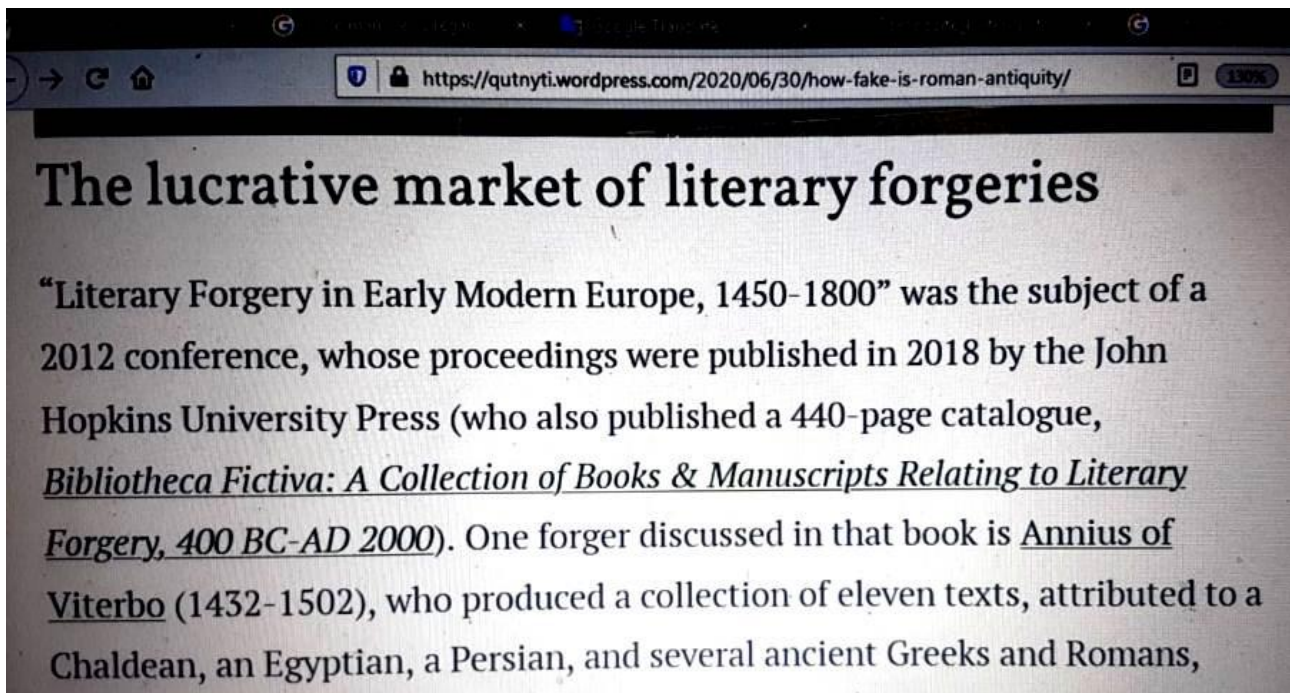 https://qutnyti.wordpress.com/2020/06/30/how-fake-is-roman-antiquity/
130%
The lucrative market of literary forgeries
“Literary Forgery in Early Modern Europe, 1450-1800” was the subject of a
2012 conference, whose proceedings were published in 2018 by the John
Hopkins University Press (who also published a 440-page catalogue,
Bibliotheca Fictiva: A Collection of Books & Manuscripts Relating to Literary
Forgery, 400 BC-AD 2000). One forger discussed in that book is Annius of
Viterbo (1432-1502), who produced a collection of eleven texts, attributed to a
Chaldean, an Egyptian, a Persian, and several ancient Greeks and Romans,